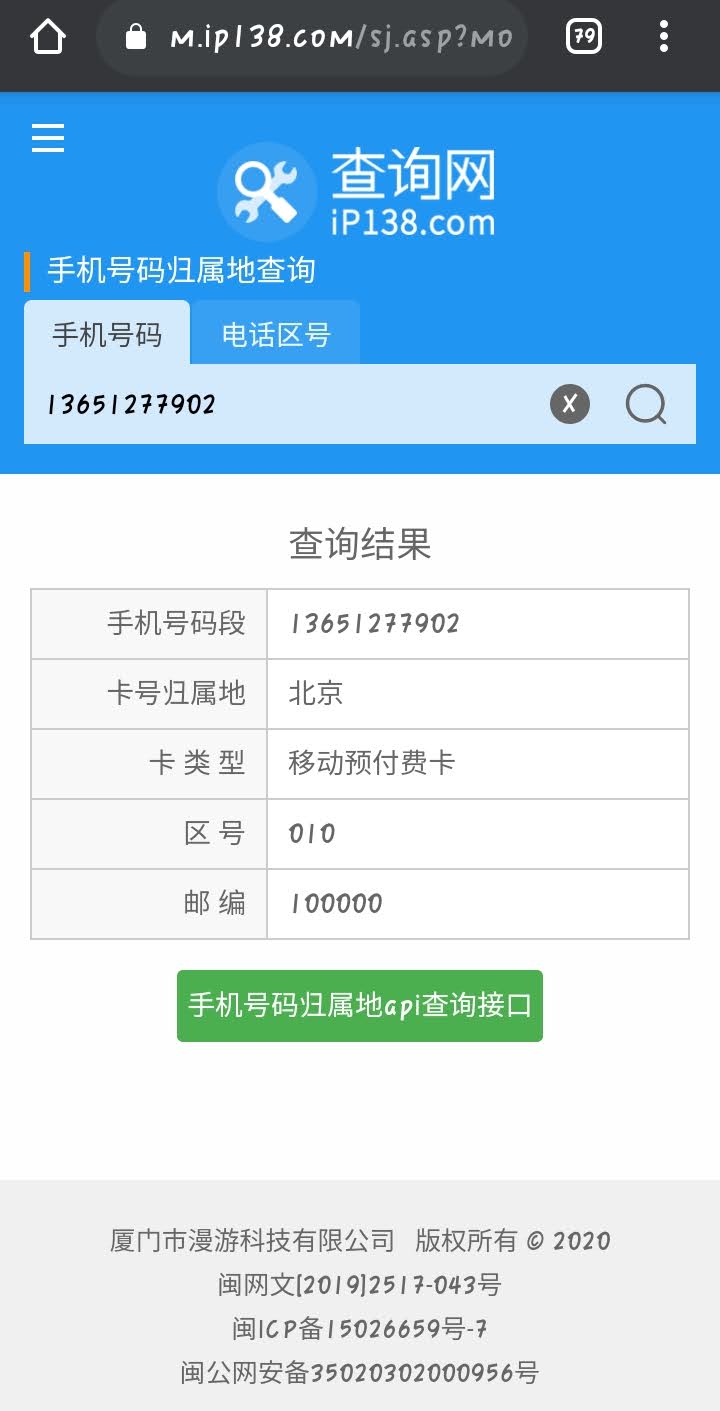 m.ip138.com/sj.asp?mo
79
查询网
iP138.com
手机号码归属地查询
手机号码 电话区号
13651277902
X
查询结果
手机号码段 13651277902
卡号归属地 北京
卡 类 型 移动预付费卡
区 号 010
邮 编 100000
手机号码归属地api查询接口
厦门市漫游科技有限公司 版权所有 © 2020
闽网文[2019]2517-043号
闽ICP备15026659号-7
闽公网安备35020302000956号